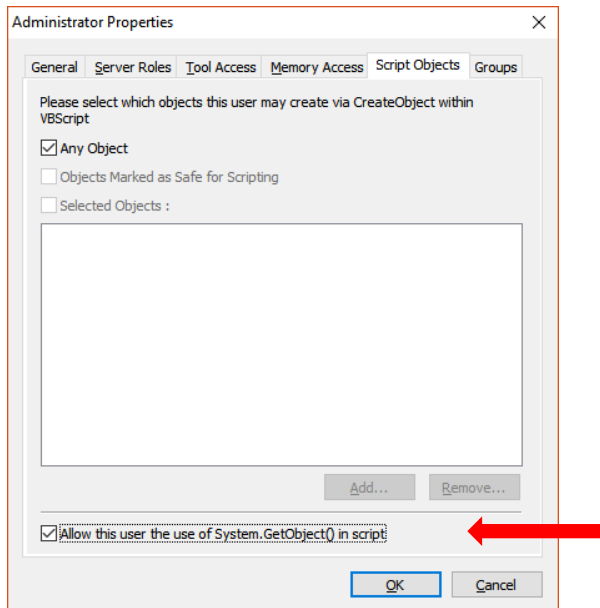 Administrator Properties
General Server Roles Tool Access Memory Access Script Objects Groups
Please select which objects this user may create via CreateObject within
VBScript
Any Object
Objects Marked as Safe for Scripting
Selected Objects :
Add... Remove...
Allow this user the use of System.GetObject() in script
OK Cancel